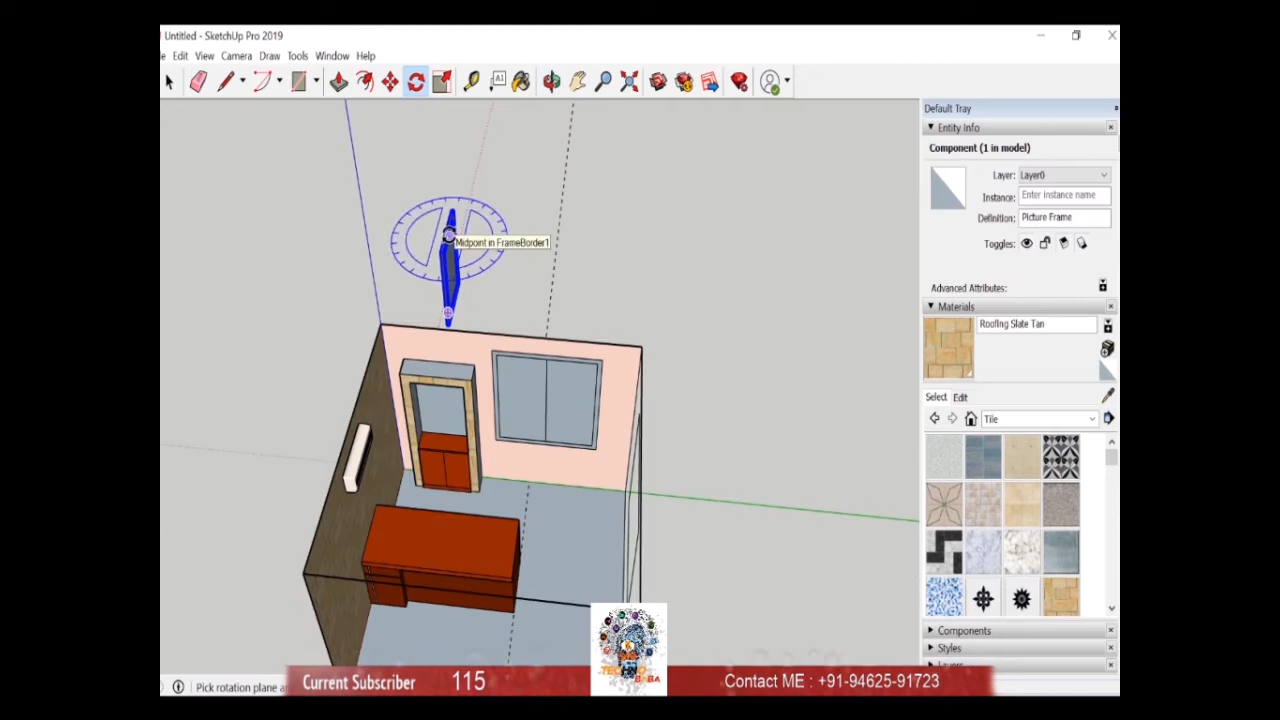 Untitled - SketchUp Pro 2019
Edit View Camera Draw Tools Window Help
A1
Default Tray
Entity Info
Component (1 in model)
Layer: Layer0
Instance: Enter instance name
Definition: Picture Frame
Toggles:
Advanced Attributes:
Materials
Roofing Slate Tan
Select Edit
Tile
Components
Styles
Midpoint in FrameBorder1
Pick rotation plane
Current Subscriber 115
BABA
Contact ME : +91-94625-91723